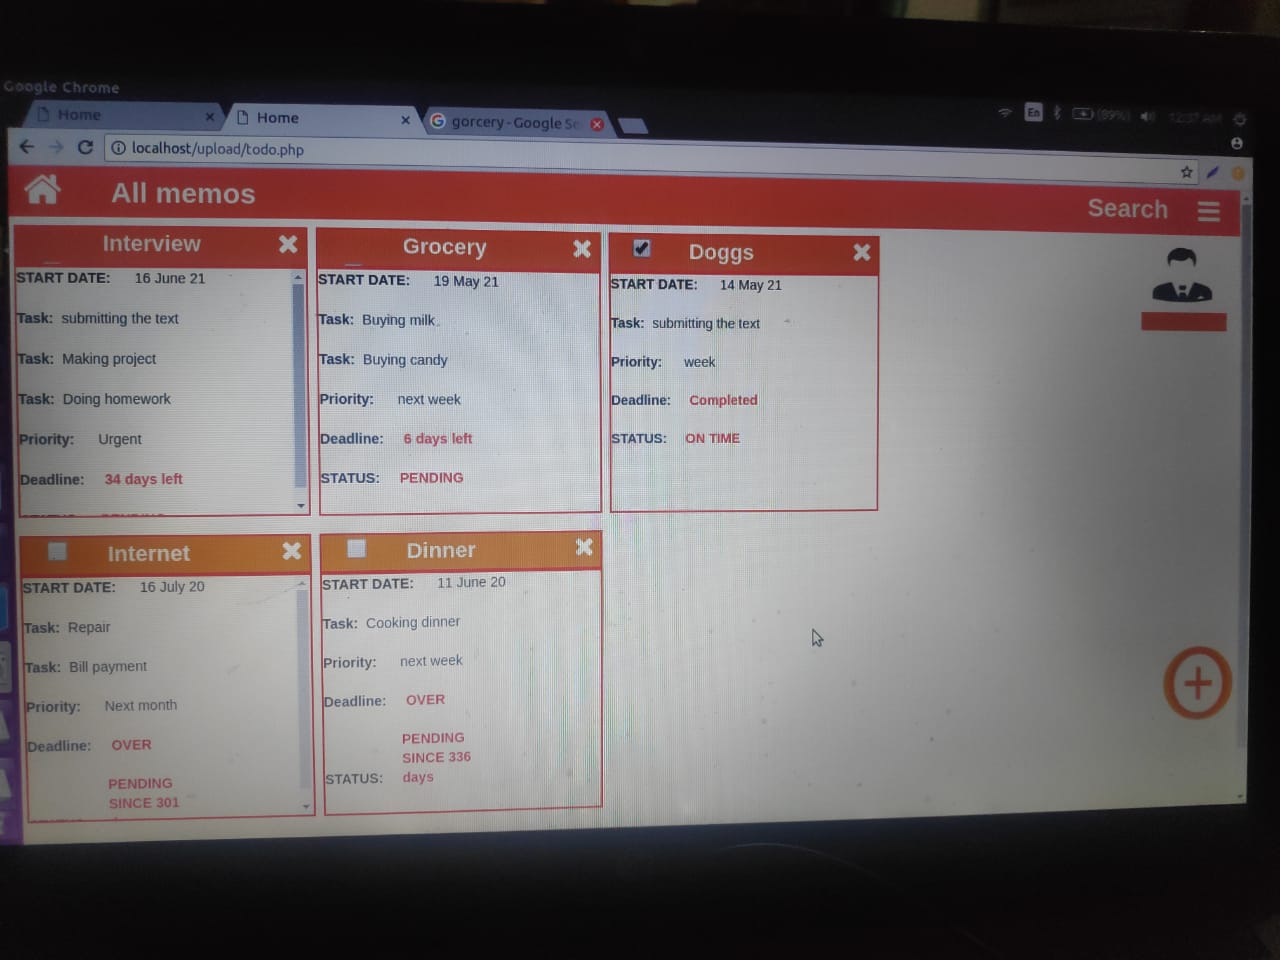 Google Chrome
Home
Home
gorcery - Google Se
En
(89%)
12:37 AM
localhost/upload/todo.php
All memos
Search
Interview
START DATE: 16 June 21
Task: submitting the text
Task: Making project
Task: Doing homework
Priority: Urgent
Deadline: 34 days left
Grocery
START DATE: 19 May 21
Task: Buying milk
Task: Buying candy
Priority: next week
Deadline: 6 days left
STATUS: PENDING
Doggs
START DATE: 14 May 21
Task: submitting the text
Priority: week
Deadline: Completed
STATUS: ON TIME
Internet
START DATE: 16 July 20
Task: Repair
Task: Bill payment
Priority: Next month
Deadline: OVER
PENDING
SINCE 301
Dinner
START DATE: 11 June 20
Task: Cooking dinner
Priority: next week
Deadline: OVER
PENDING
SINCE 336
STATUS: days